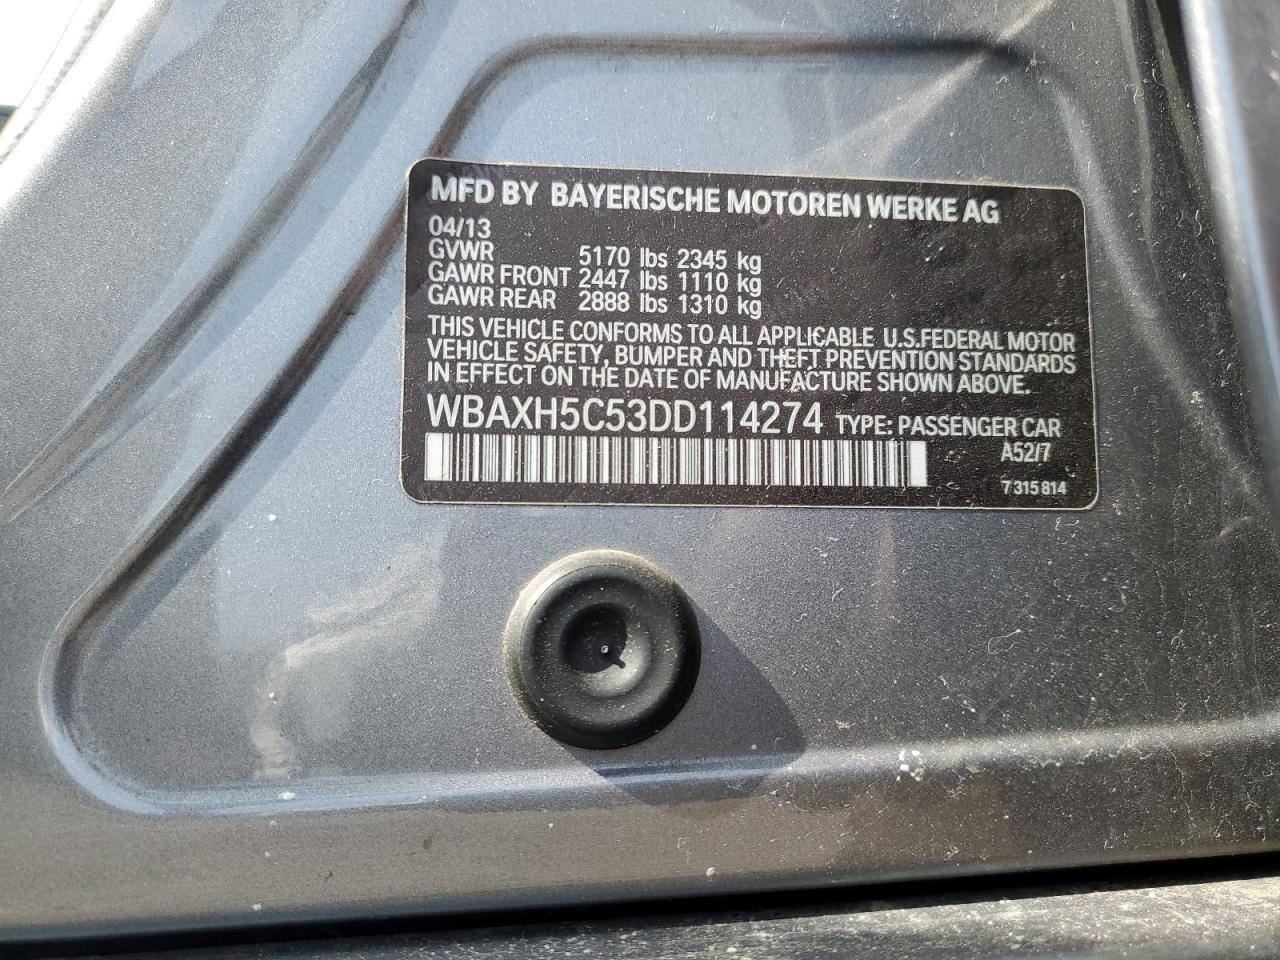 MFD BY BAYERISCHE MOTOREN WERKE AG
04/13
GVWR 5170 lbs 2345 kg
GAWR FRONT 2447 lbs 1110 kg
GAWR REAR 2888 lbs 1310 kg
THIS VEHICLE CONFORMS TO ALL APPLICABLE U.S.FEDERAL MOTOR
VEHICLE SAFETY, BUMPER AND THEFT PREVENTION STANDARDS
IN EFFECT ON THE DATE OF MANUFACTURE SHOWN ABOVE.
WBAXH5C53DD114274 TYPE: PASSENGER CAR
A52/7
7 315 814